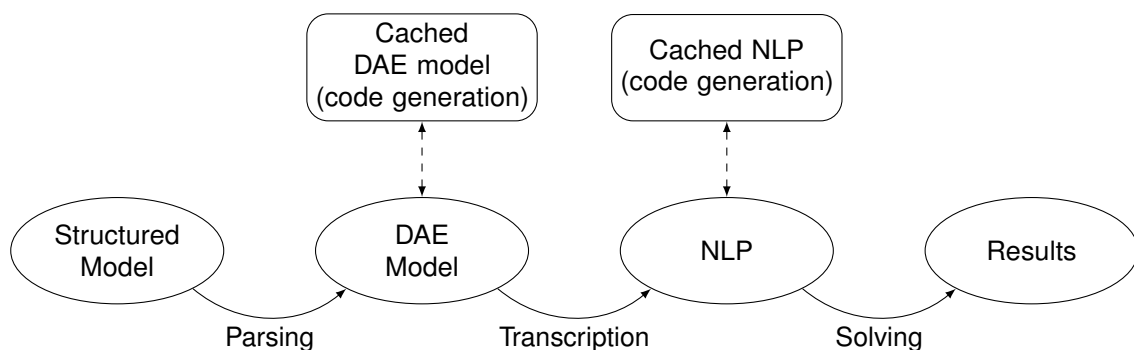 Cached
DAE model
(code generation)
Cached NLP
(code generation)
Structured
Model
DAE
Model
NLP
Results
Parsing
Transcription
Solving